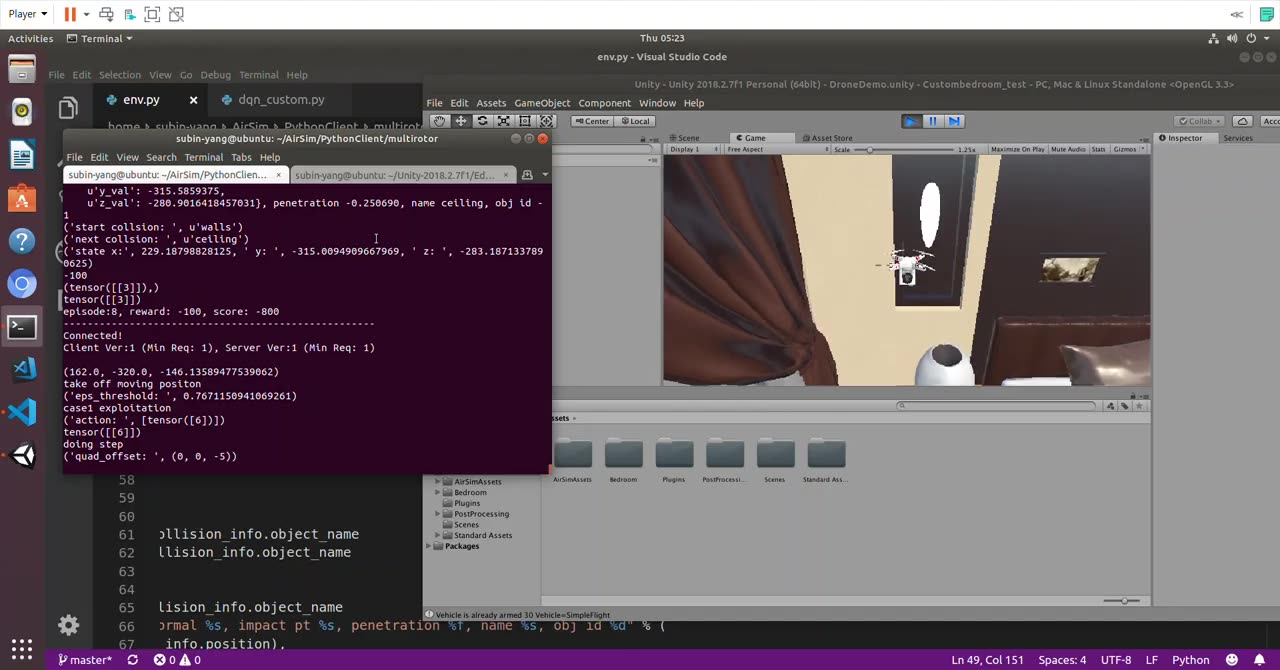 Player
Activities
Terminal
Thu 05:23
env.py - Visual Studio Code
File Edit Selection View Go Debug Terminal Help
env.py
dqn_custom.py
home subin-yang AirSim PythonClient
Unity - Unity 2018.2.7f1 Personal (64bit) - DroneDemo.unity - Custombedroom_test - PC, Mac & Linux Standalone <OpenGL 3.3>
File Edit Assets GameObject Component Window Help
Center Local
Collab
Scene Game Asset Store
Display 1 Free Aspect Scale 1.25x Maximize On Play Mute Audio Stats Gizmos
Inspector Services
subin-yang@ubuntu: ~/AirSim/PythonClient/multirotor
File Edit View Search Terminal Tabs Help
subin-yang@ubuntu: ~/AirSim/PythonClien...
subin-yang@ubuntu: ~/Unity-2018.2.7f1/Ed...
u'y_val': -315.5859375,
u'z_val': -280.9016418457031}, penetration -0.250690, name ceiling, obj id -
1
('start collsion: ', u'walls')
('next collsion: ', u'ceiling')
('state x:', 229.18798828125, ' y: ', -315.0094909667969, ' z: ', -283.187133789
0625)
-100
(tensor([[3]]),)
tensor([[3]])
episode:8, reward: -100, score: -800
--------------------------------------------------
Connected!
Client Ver:1 (Min Req: 1), Server Ver:1 (Min Req: 1)
(162.0, -320.0, -146.13589477539062)
take off moving positon
('eps_threshold: ', 0.7671150941069261)
case1 exploitation
('action: ', [tensor([6])])
tensor([[6]])
doing step
('quad_offset: ', (0, 0, -5))
AirSimAssets Bedroom Plugins PostProcessi... Scenes Standard Ass...
AirSimAssets
Bedroom
Plugins
PostProcessing
Scenes
Standard Assets
Packages
Vehicle is already armed 30 Vehicle=SimpleFlight
58
59
60
61 ollision_info.object_name
62 llision_info.object_name
63
64
65 lision_info.object_name
66 ormal %s, impact pt %s, penetration %f, name %s, obj id %d" % (
67 info.position),
master*
0 0
Ln 49, Col 151 Spaces: 4 UTF-8 LF Python